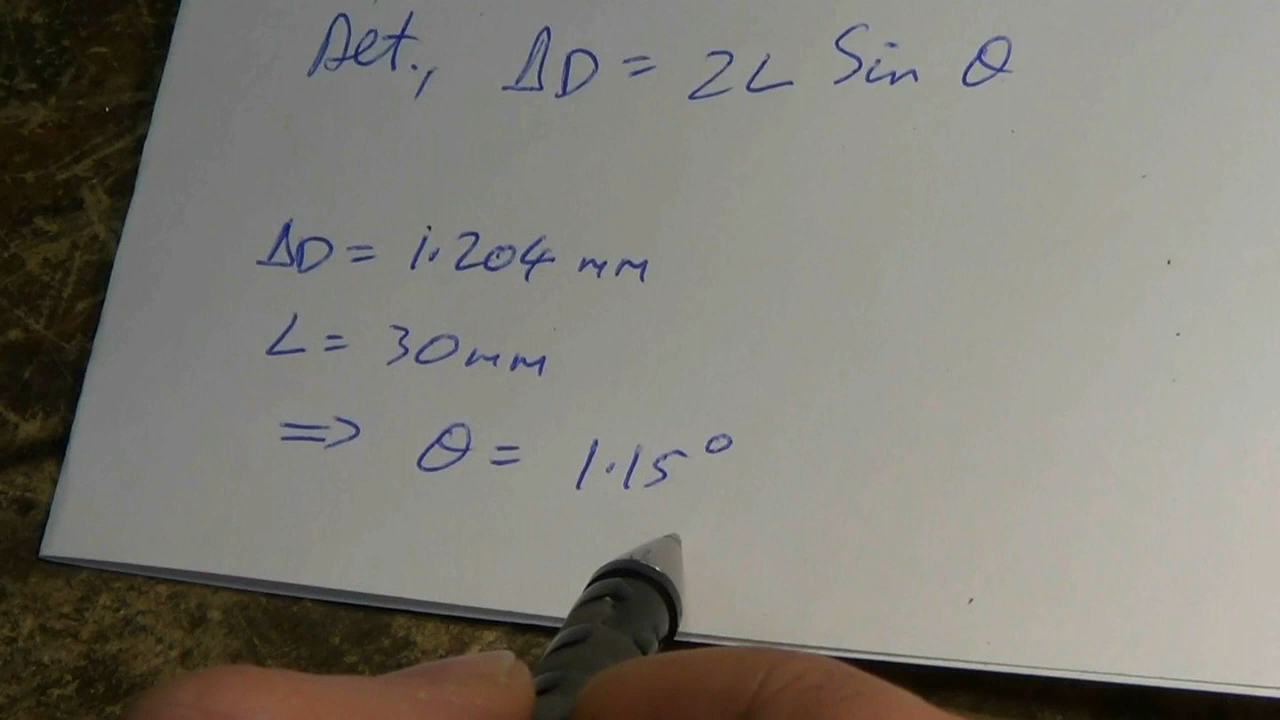 Det., ΔD = 2L Sin θ
ΔD = 1.204 mm
L = 30mm
=> θ = 1.15°